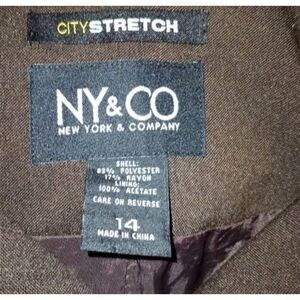 CITYSTRETCH
NY&CO
NEW YORK & COMPANY
SHELL:
83% POLYESTER
17% RAYON
LINING:
100% ACETATE
CARE ON REVERSE
14
MADE IN CHINA